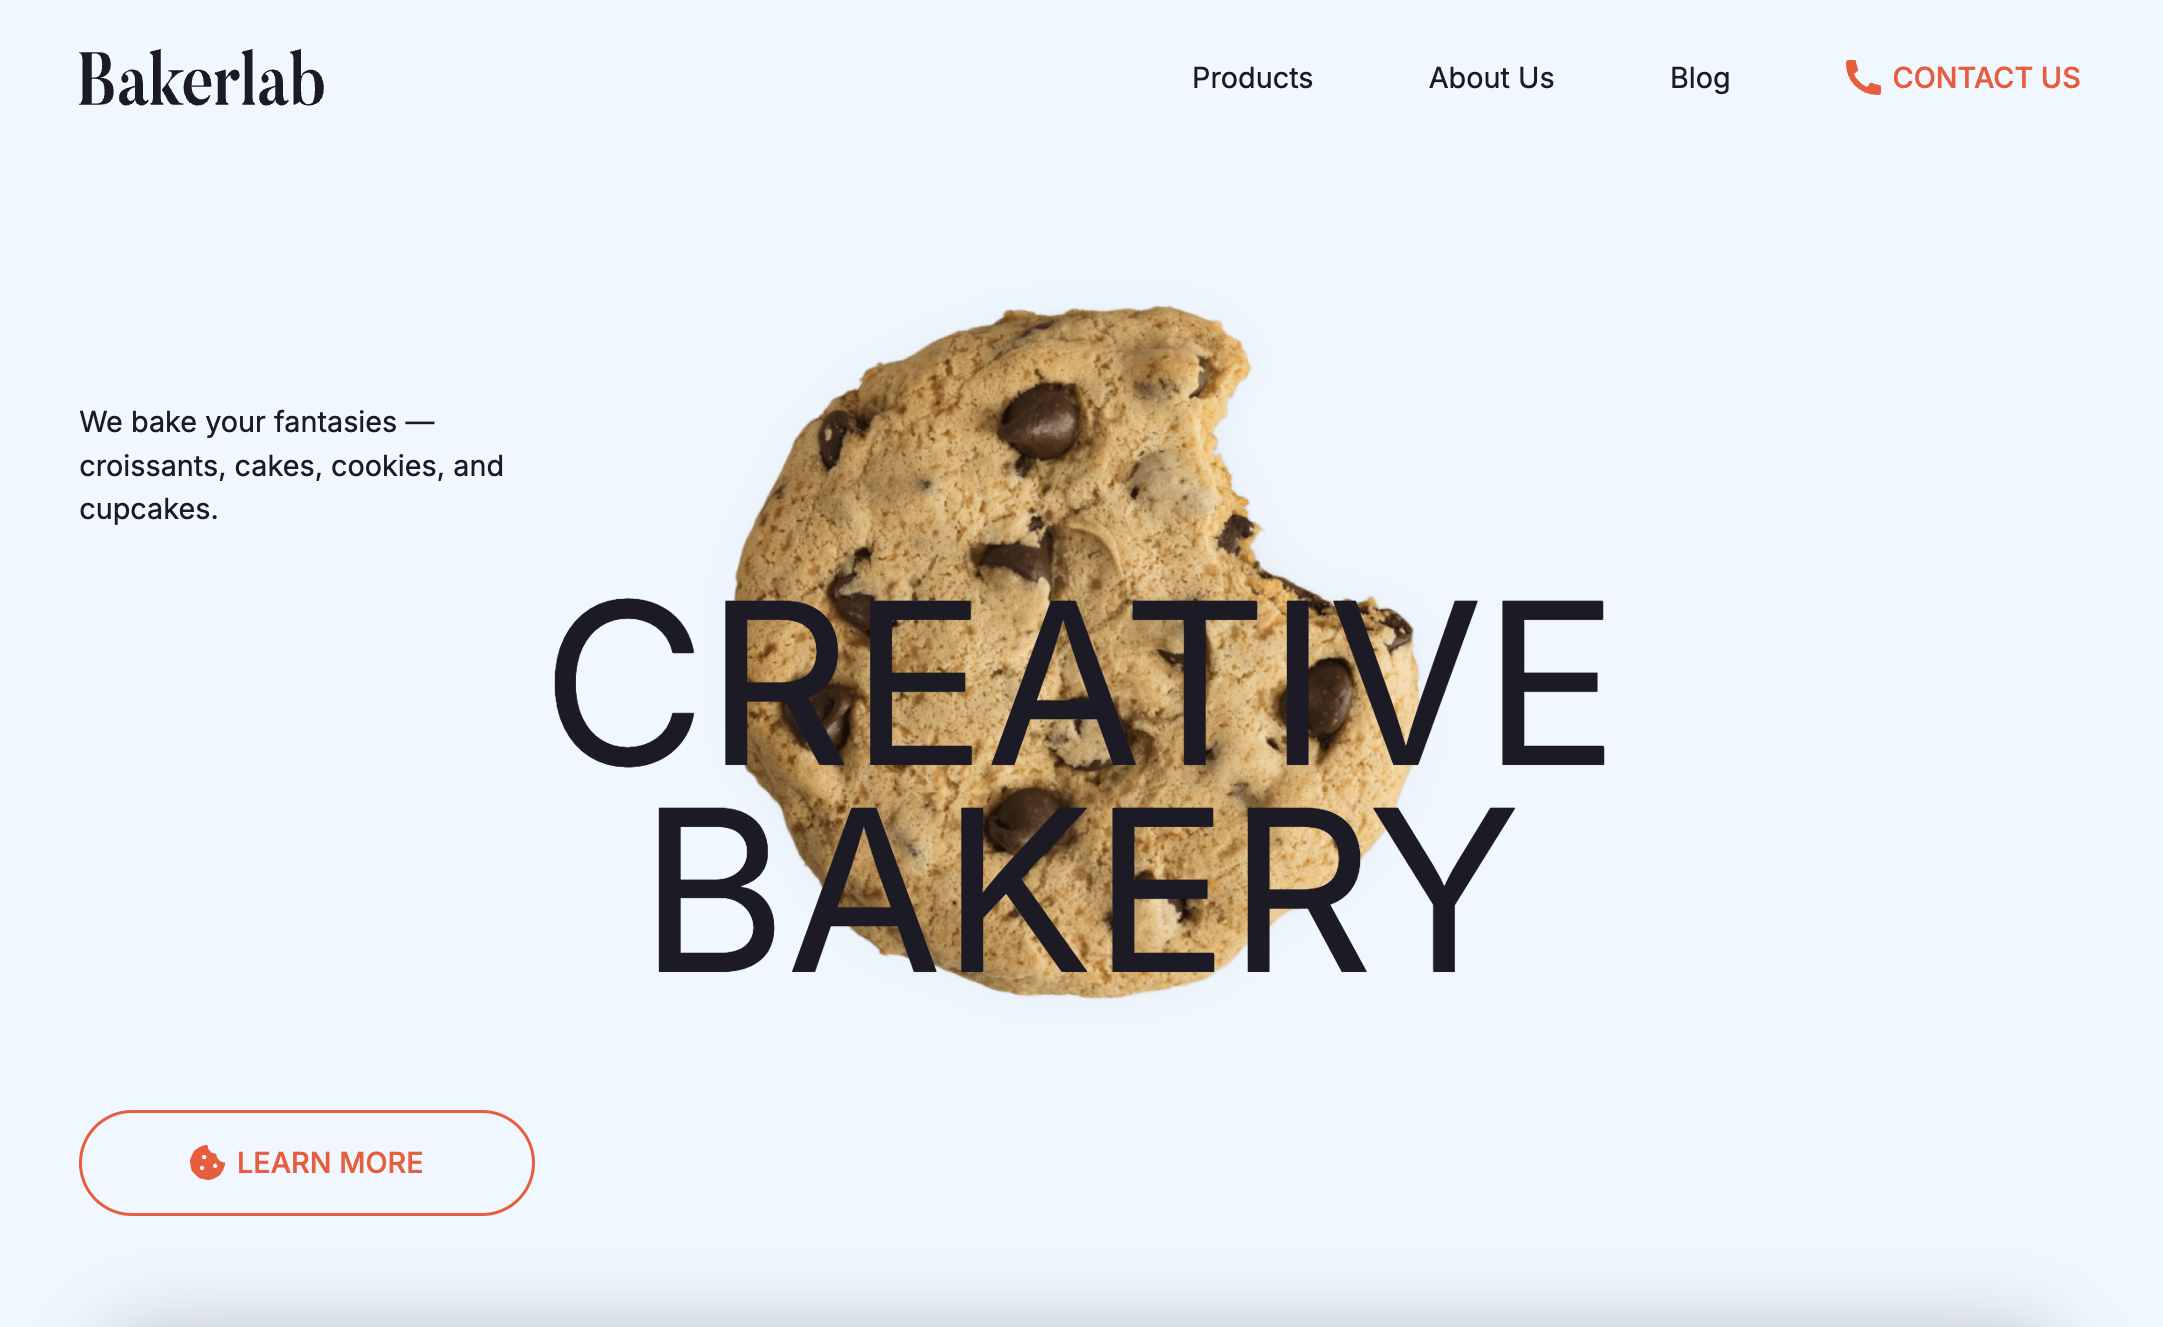 Bakerlab
Products
About Us
Blog
CONTACT US
We bake your fantasies —
croissants, cakes, cookies, and
cupcakes.
CREATIVE
BAKERY
LEARN MORE